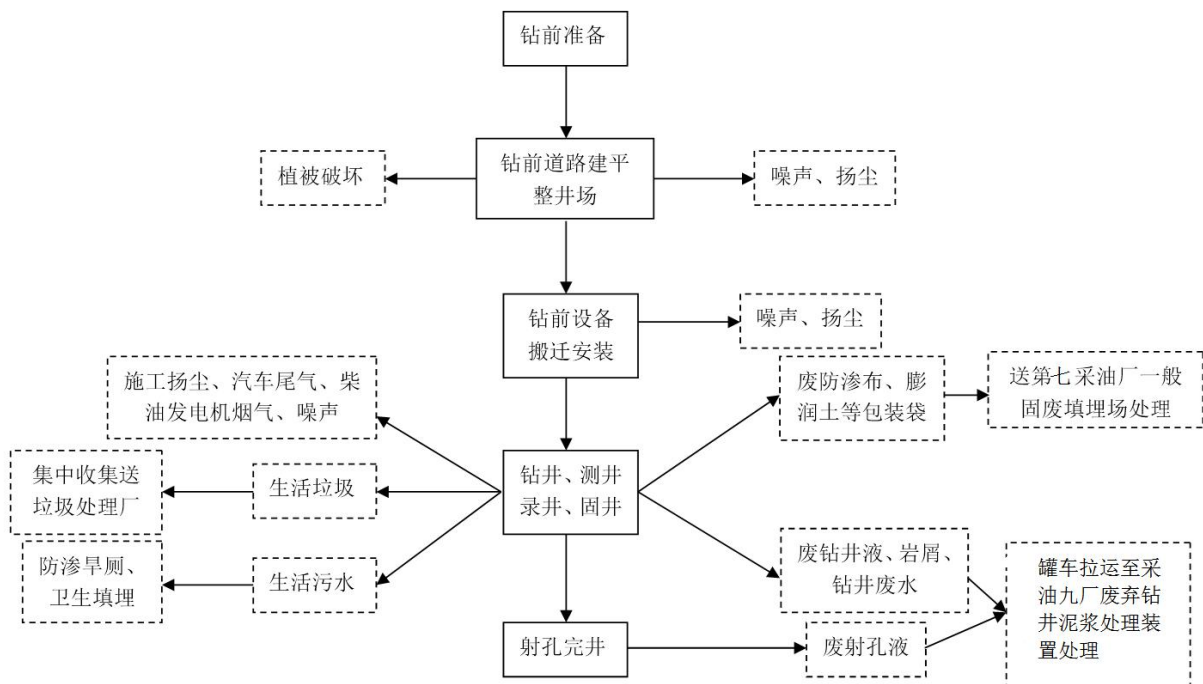 钻前准备
植被破坏
钻前道路建平
整井场
噪声、扬尘
钻前设备
搬迁安装
噪声、扬尘
施工扬尘、汽车尾气、柴
油发电机烟气、噪声
废防渗布、膨
润土等包装袋
送第七采油厂一般
固废填埋场处理
集中收集送
垃圾处理厂
生活垃圾
钻井、测井
录井、固井
防渗旱厕、
卫生填埋
生活污水
废钻井液、岩屑、
钻井废水
罐车拉运至采
油九厂废弃钻
井泥浆处理装
置处理
射孔完井
废射孔液